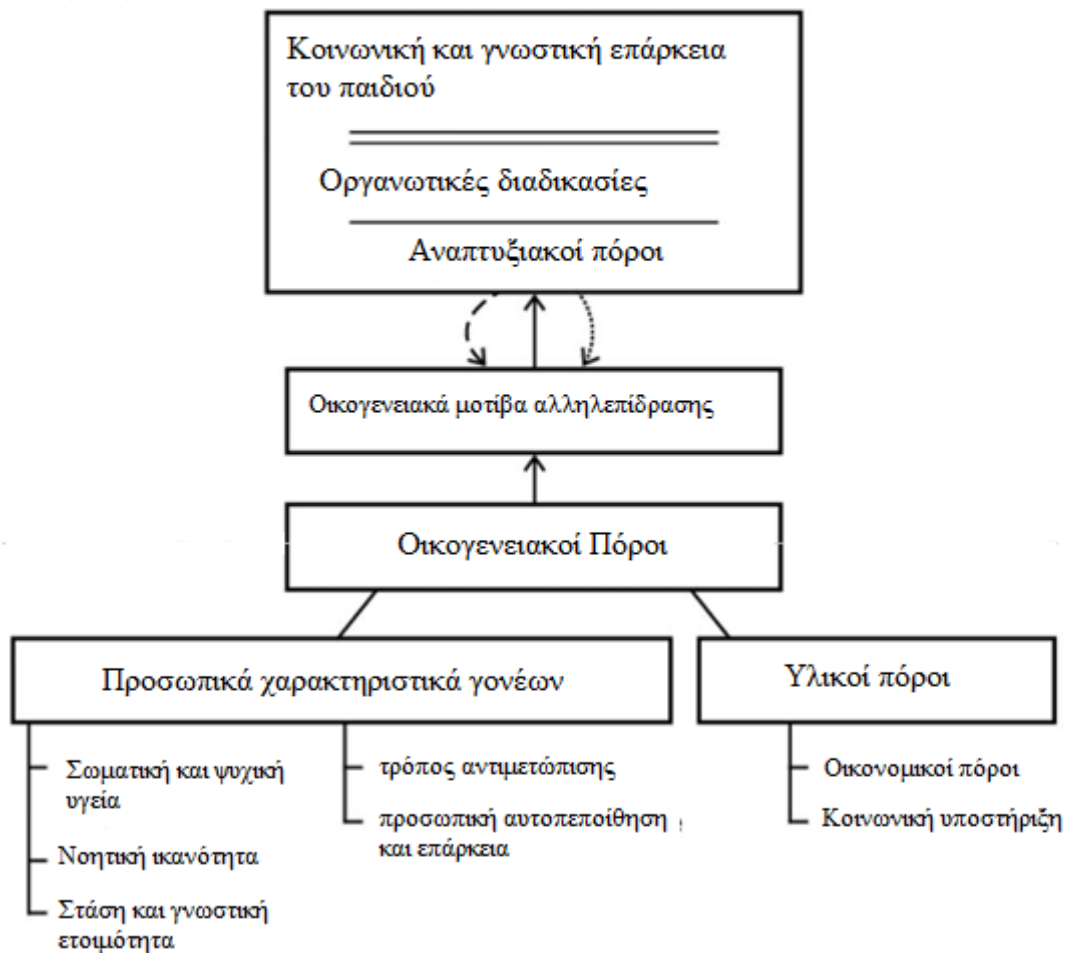 Κοινωνική και γνωστική επάρκεια
του παιδιού
Οργανωτικές διαδικασίες
Αναπτυξιακοί πόροι
Οικογενειακά μοτίβα αλληλεπίδρασης
Οικογενειακοί Πόροι
Προσωπικά χαρακτηριστικά γονέων
Υλικοί πόροι
Σωματική και ψυχική
υγεία
Νοητική ικανότητα
Στάση και γνωστική
ετοιμότητα
τρόπος αντιμετώπισης
προσωπική αυτοπεποίθηση
και επάρκεια
Οικονομικοί πόροι
Κοινωνική υποστήριξη